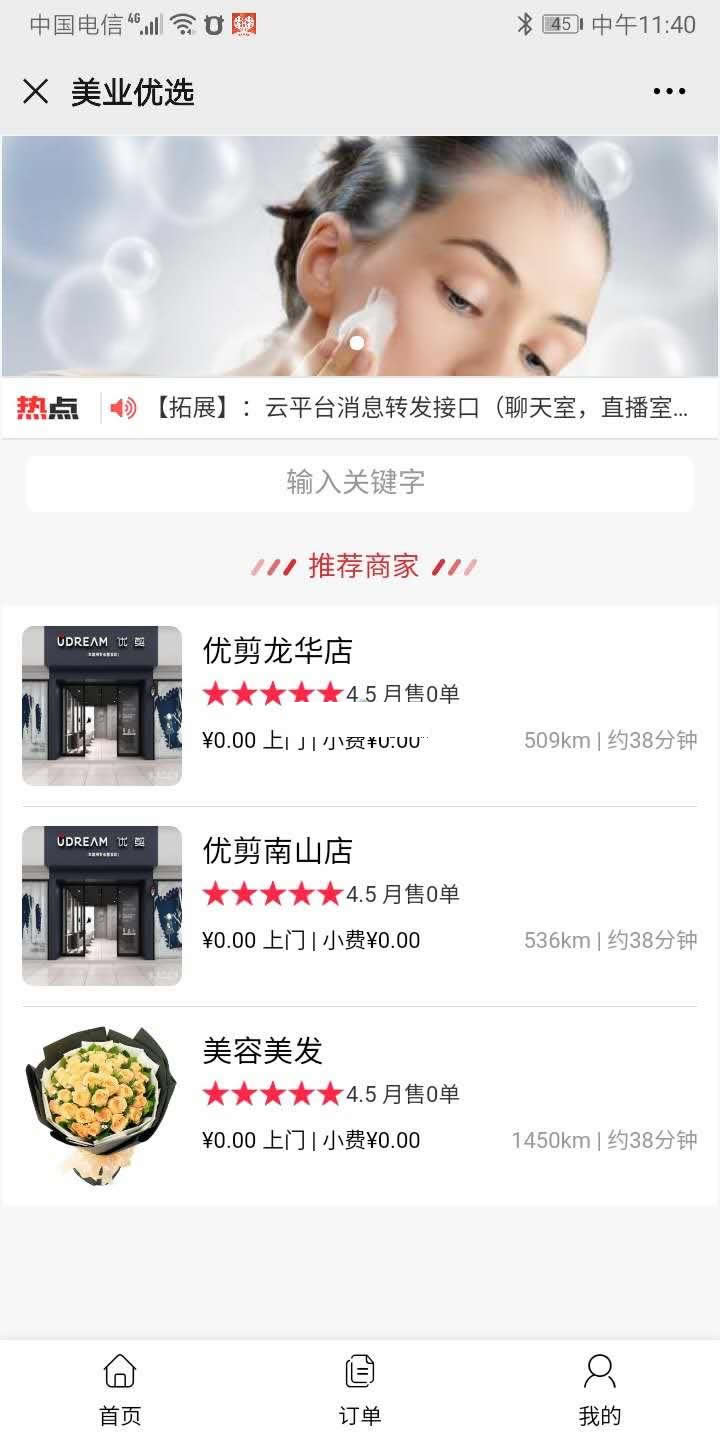 中国电信 4G 45 中午11:40
美业优选
热点 【拓展】：云平台消息转发接口（聊天室，直播室...
输入关键字
推荐商家
UDREAM 优 剪
优剪龙华店
4.5 月售0单
¥0.00 上门 | 小费¥0.00
509km | 约38分钟
UDREAM 优 剪
优剪南山店
4.5 月售0单
¥0.00 上门 | 小费¥0.00
536km | 约38分钟
美容美发
4.5 月售0单
¥0.00 上门 | 小费¥0.00
1450km | 约38分钟
首页 订单 我的